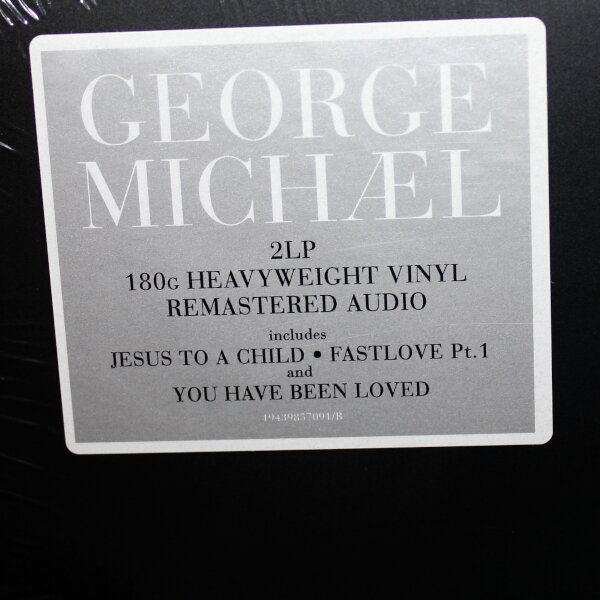 GEORGE
MICHÆL
2LP
180G HEAVYWEIGHT VINYL
REMASTERED AUDIO
includes
JESUS TO A CHILD • FASTLOVE Pt.1
and
YOU HAVE BEEN LOVED
19439857091/B